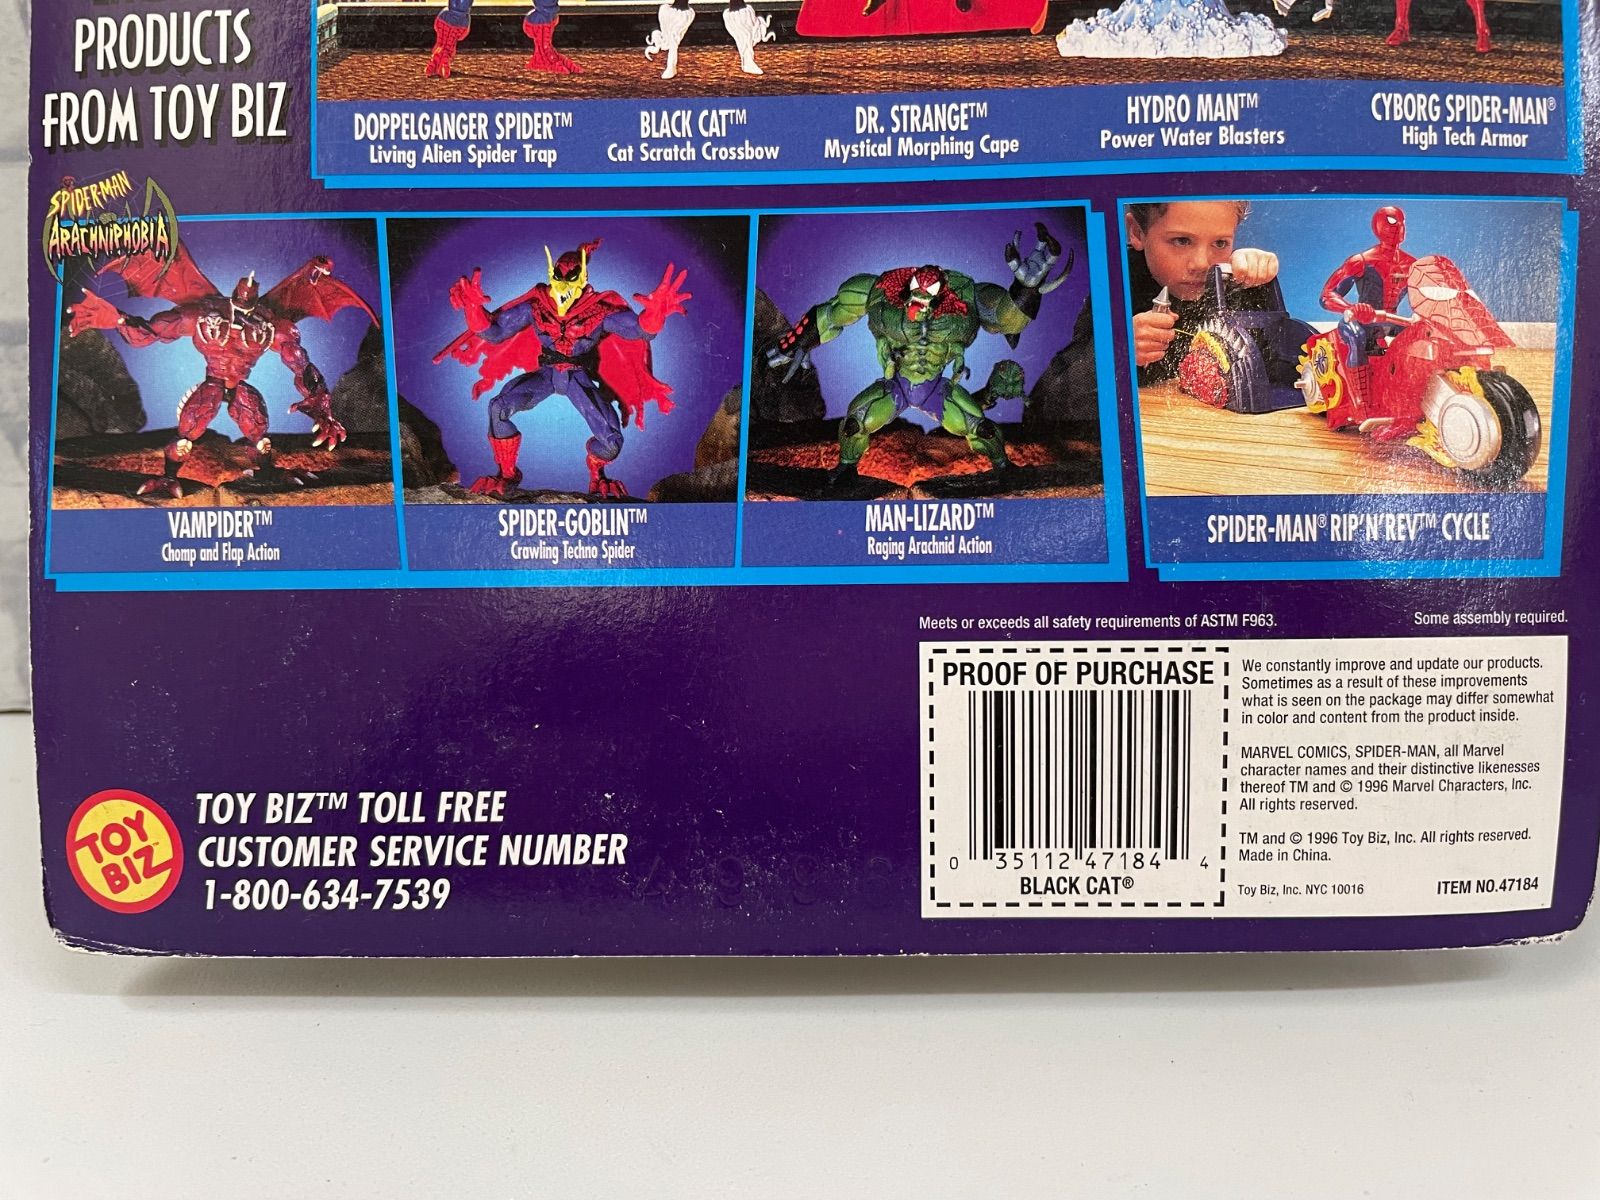 PRODUCTS
FROM TOY BIZ
DOPPELGANGER SPIDER™
Living Alien Spider Trap
BLACK CAT™
Cat Scratch Crossbow
DR. STRANGE™
Mystical Morphing Cape
HYDRO MAN™
Power Water Blasters
CYBORG SPIDER-MAN®
High Tech Armor
SPIDER-MAN
ARACHNIPHOBIA
VAMPIDER™
Chomp and Flap Action
SPIDER-GOBLIN™
Crawling Techno Spider
MAN-LIZARD™
Raging Arachnid Action
SPIDER-MAN® RIP'N'REV™ CYCLE
Meets or exceeds all safety requirements of ASTM F963.
Some assembly required.
PROOF OF PURCHASE
0 35112 47184 4
BLACK CAT®
We constantly improve and update our products.
Sometimes as a result of these improvements
what is seen on the package may differ somewhat
in color and content from the product inside.
MARVEL COMICS, SPIDER-MAN, all Marvel
character names and their distinctive likenesses
thereof TM and © 1996 Marvel Characters, Inc.
All rights reserved.
TM and © 1996 Toy Biz, Inc. All rights reserved.
Made in China.
Toy Biz, Inc. NYC 10016
ITEM NO.47184
TOY
BIZ™
TOY BIZ™ TOLL FREE
CUSTOMER SERVICE NUMBER
1-800-634-7539